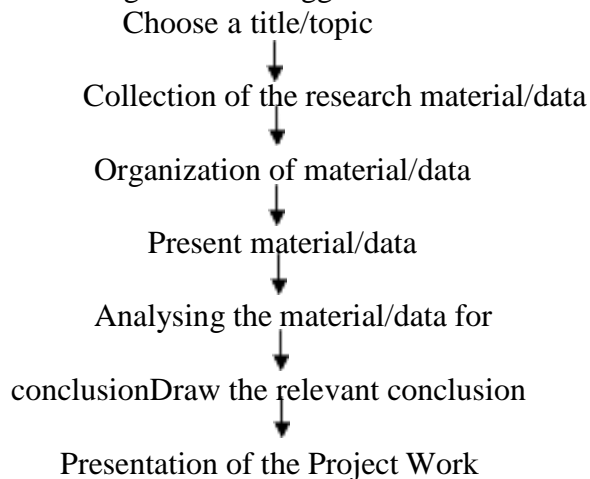 Choose a title/topic
Collection of the research material/data
Organization of material/data
Present material/data
Analysing the material/data for
conclusionDraw the relevant conclusion
Presentation of the Project Work